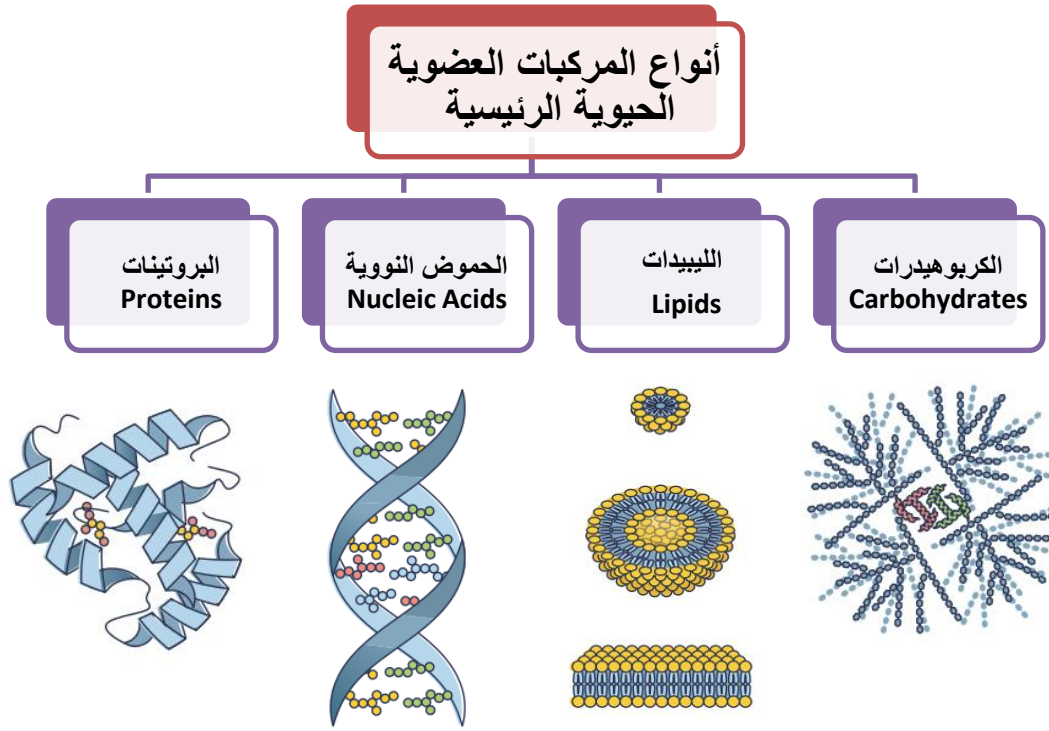 أنواع المركبات العضوية
الحيوية الرئيسية
الكربوهيدرات
Carbohydrates
الليبيدات
Lipids
الحموض النووية
Nucleic Acids
البروتينات
Proteins